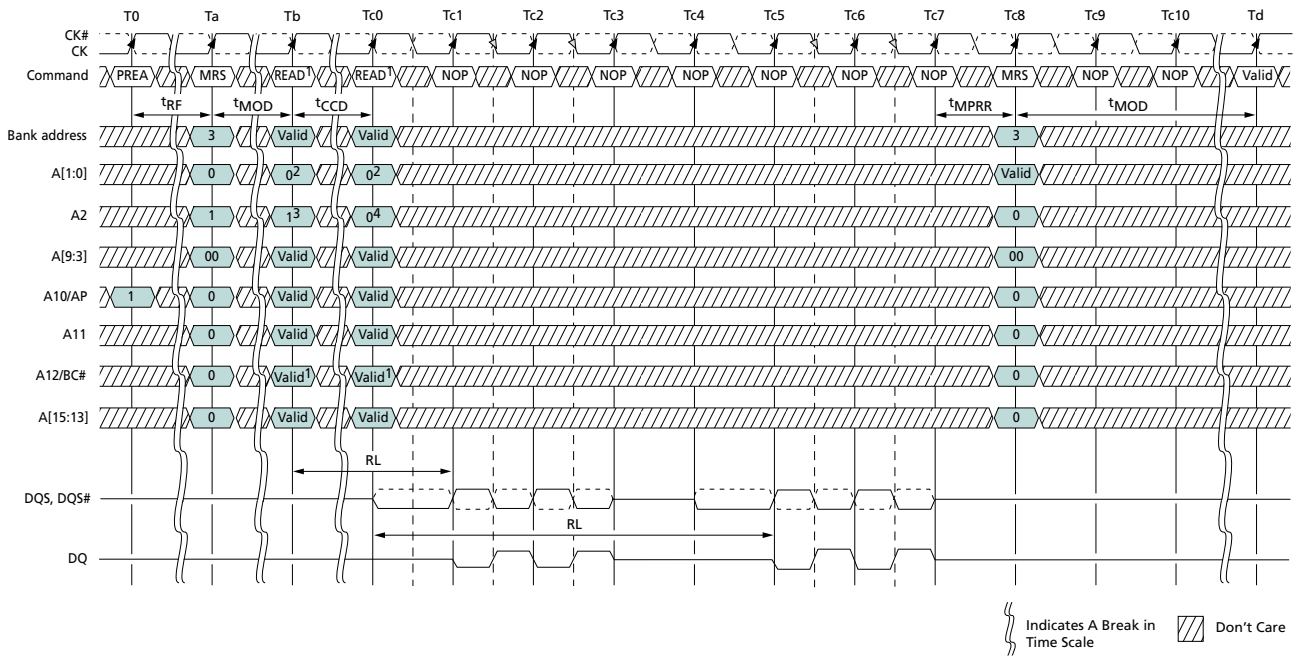 T0 Ta Tb Tc0 Tc1 Tc2 Tc3 Tc4 Tc5 Tc6 Tc7 Tc8 Tc9 Tc10 Td
CK#
CK
Command PREA MRS READ1 READ1 NOP NOP NOP NOP NOP NOP NOP MRS NOP NOP Valid
tRF tMOD tCCD tMPRR tMOD
Bank address 3 Valid Valid 3
A[1:0] 0 02 02 Valid
A2 1 13 04 0
A[9:3] 00 Valid Valid 00
A10/AP 1 0 Valid Valid 0
A11 0 Valid Valid 0
A12/BC# 0 Valid1 Valid1 0
A[15:13] 0 Valid Valid 0
RL
DQS, DQS#
RL
DQ
Indicates A Break in
Time Scale
Don't Care